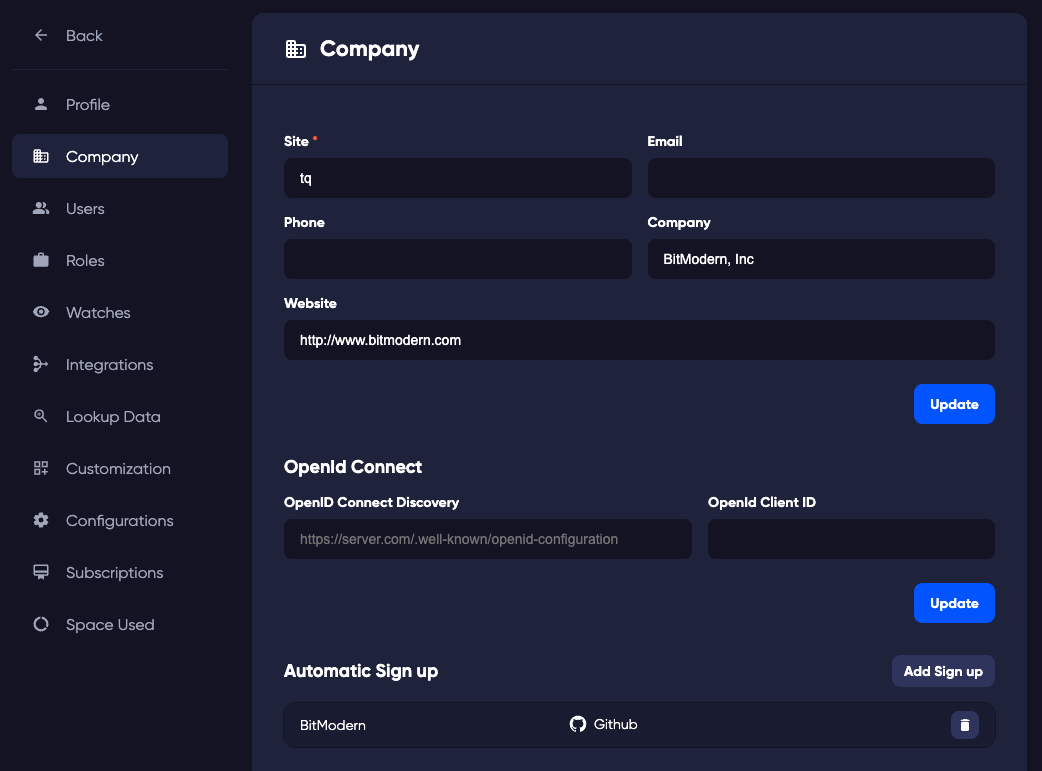 Back
Profile
Company
Users
Roles
Watches
Integrations
Lookup Data
Customization
Configurations
Subscriptions
Space Used
Company
Site *
Email
tq
Phone
Company
BitModern, Inc
Website
http://www.bitmodern.com
Update
OpenId Connect
OpenID Connect Discovery
OpenId Client ID
https://server.com/.well-known/openid-configuration
Update
Automatic Sign up
Add Sign up
BitModern
Github